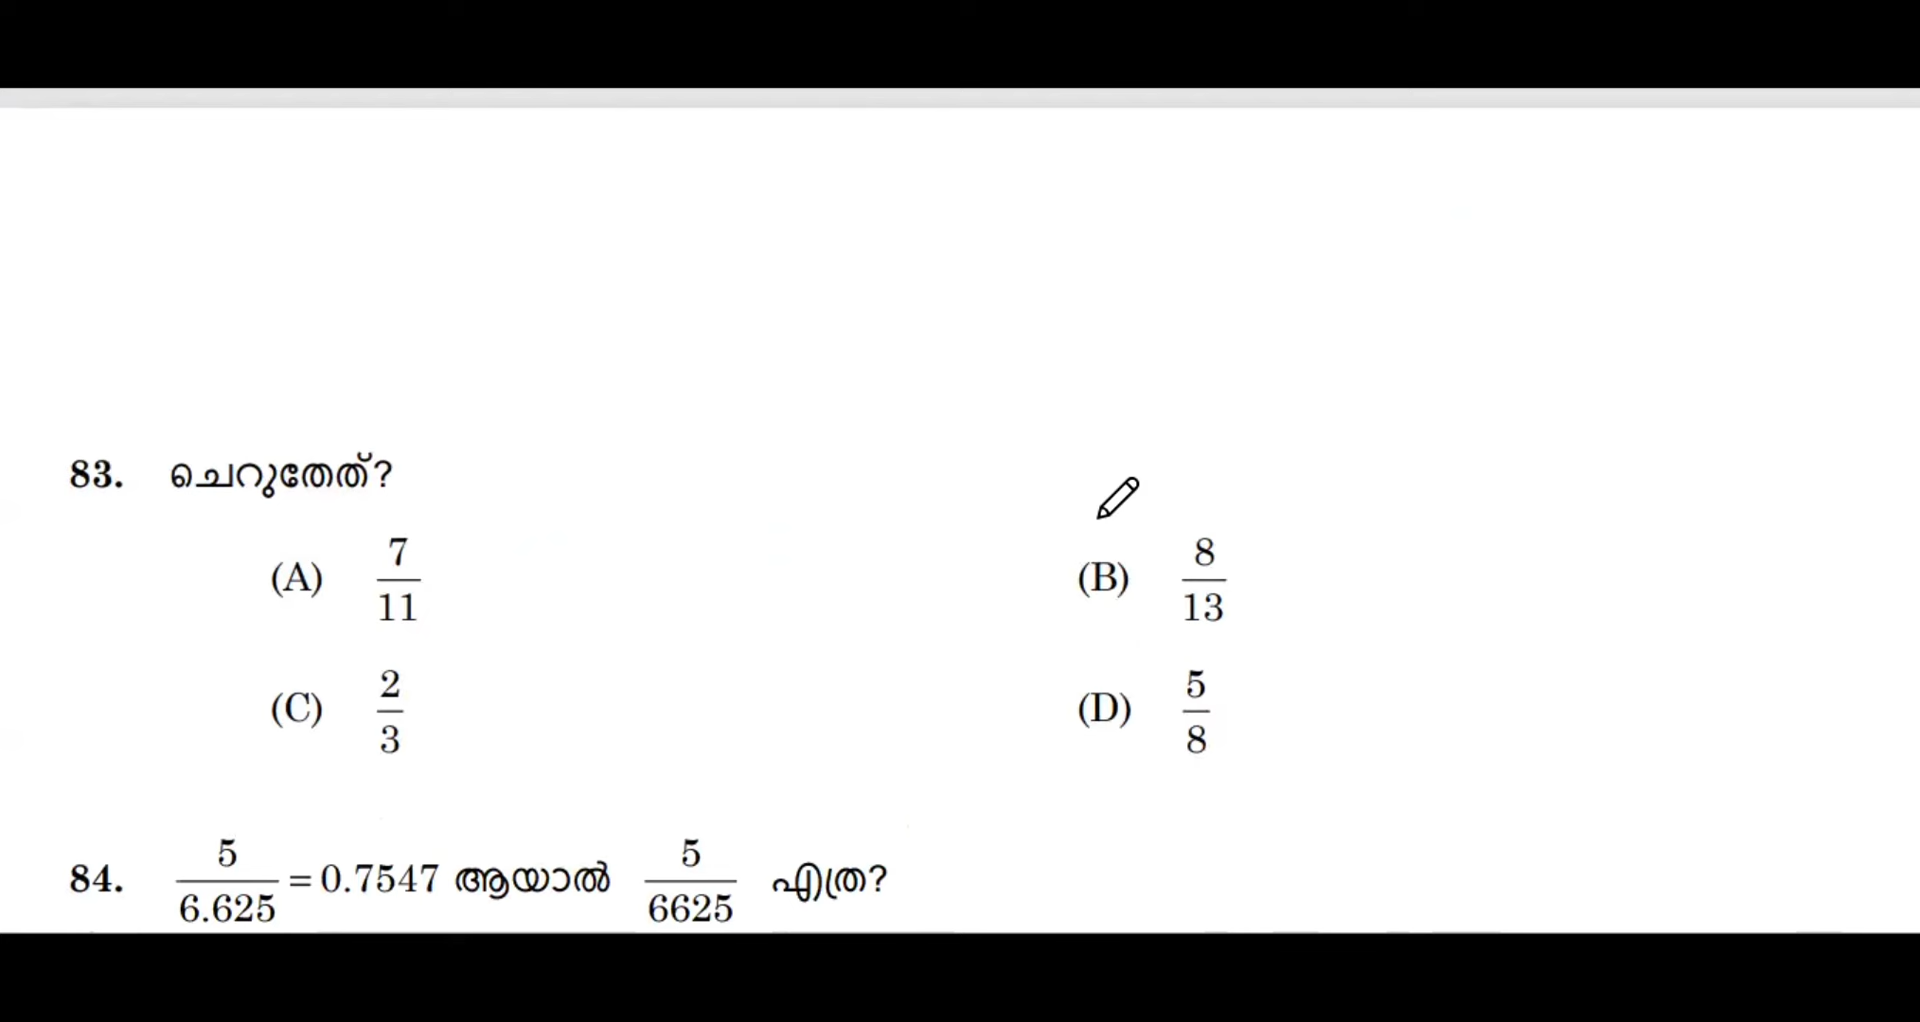 83. ചെറുതേത്?
(A) 7/11 (B) 8/13
(C) 2/3 (D) 5/8
84. 5/6.625 = 0.7547 ആയാൽ 5/6625 എത്ര?